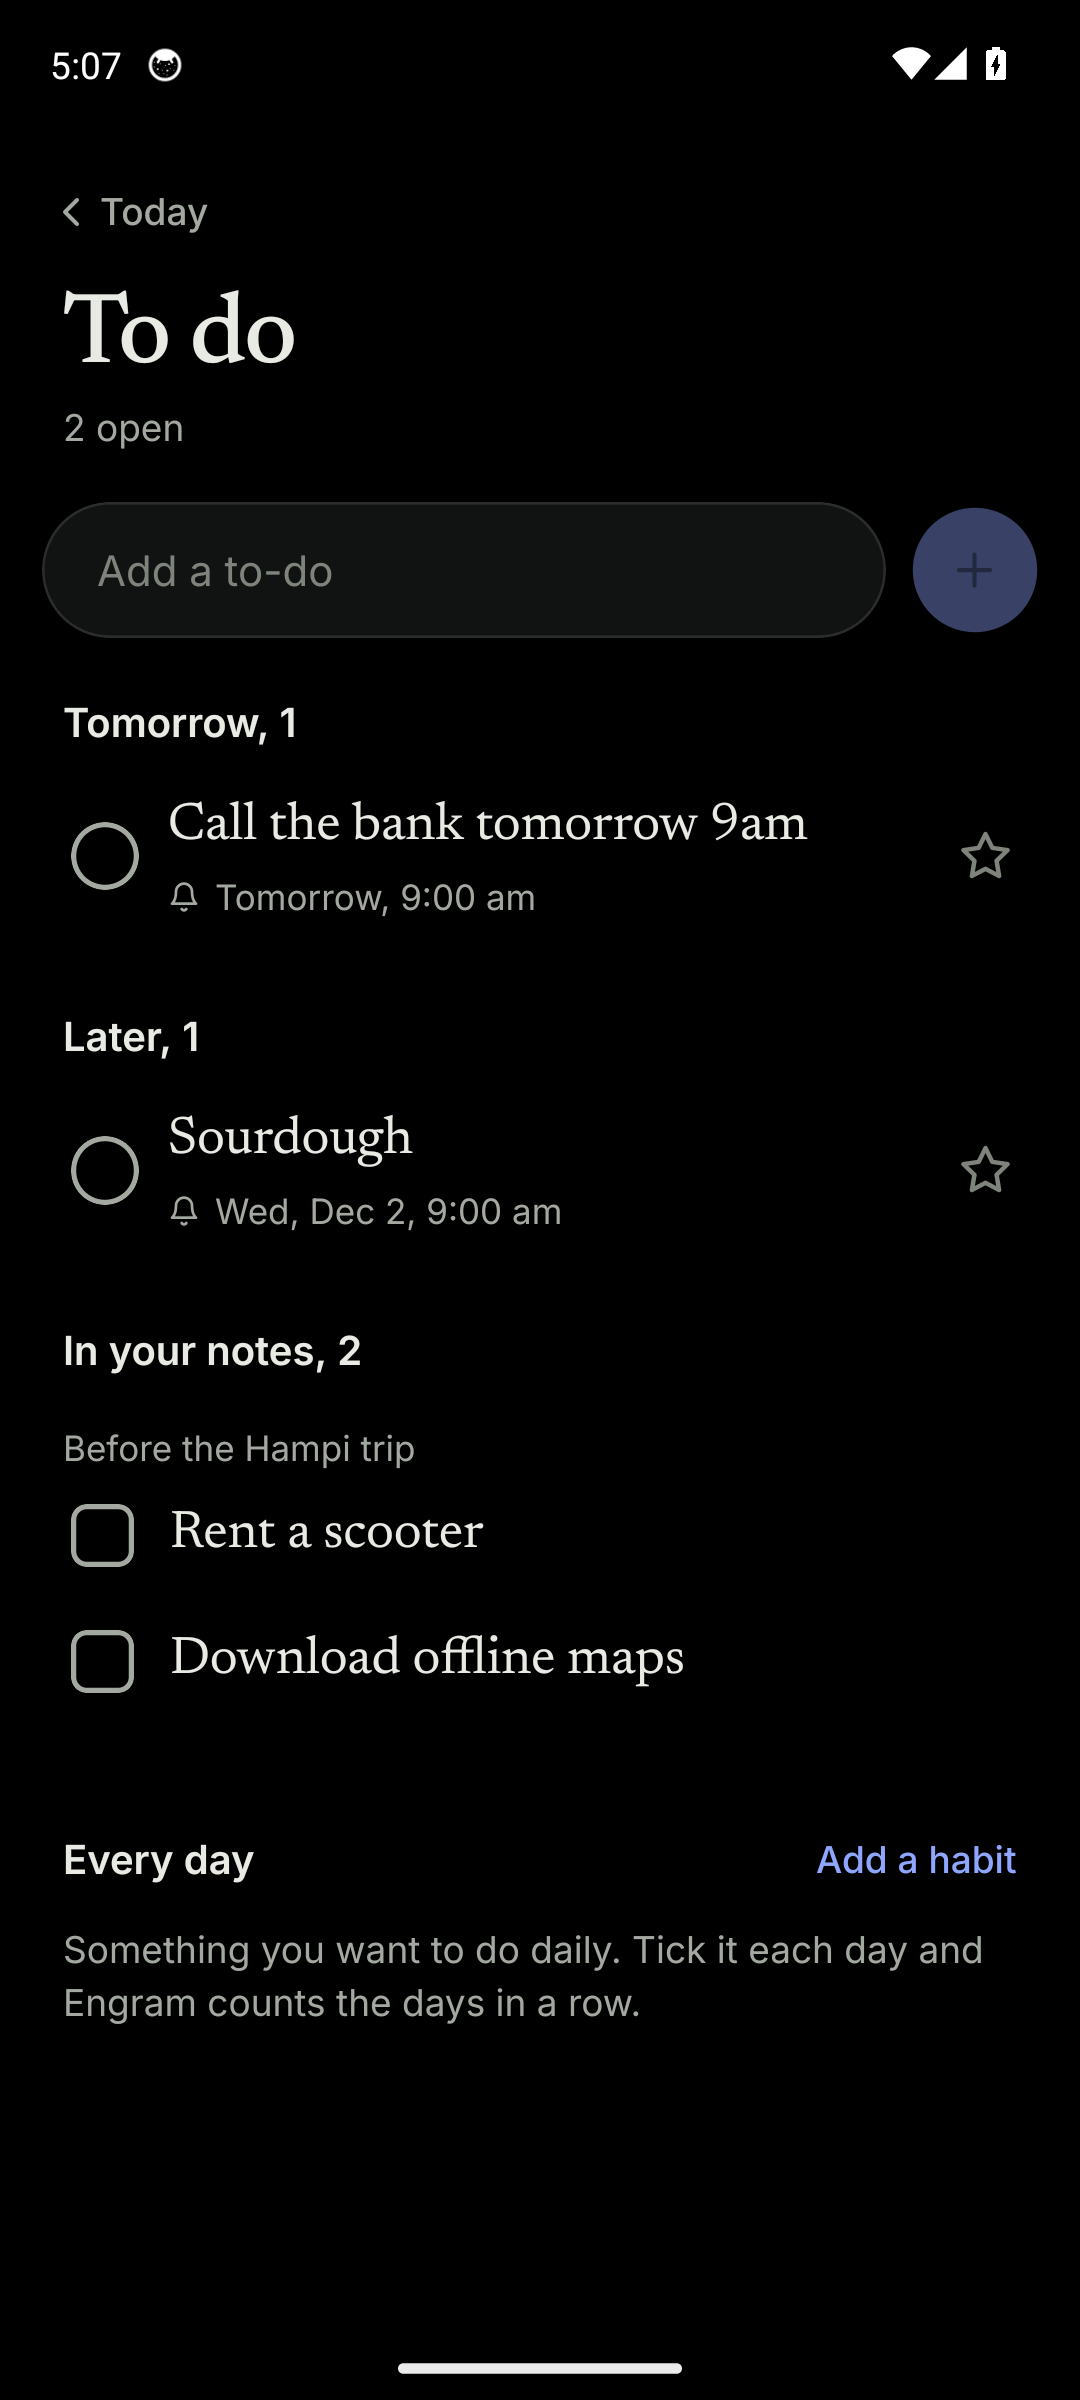 5:07
Today
To do
2 open
Add a to-do
Tomorrow, 1
Call the bank tomorrow 9am
Tomorrow, 9:00 am
Later, 1
Sourdough
Wed, Dec 2, 9:00 am
In your notes, 2
Before the Hampi trip
Rent a scooter
Download offline maps
Every day
Add a habit
Something you want to do daily. Tick it each day and
Engram counts the days in a row.